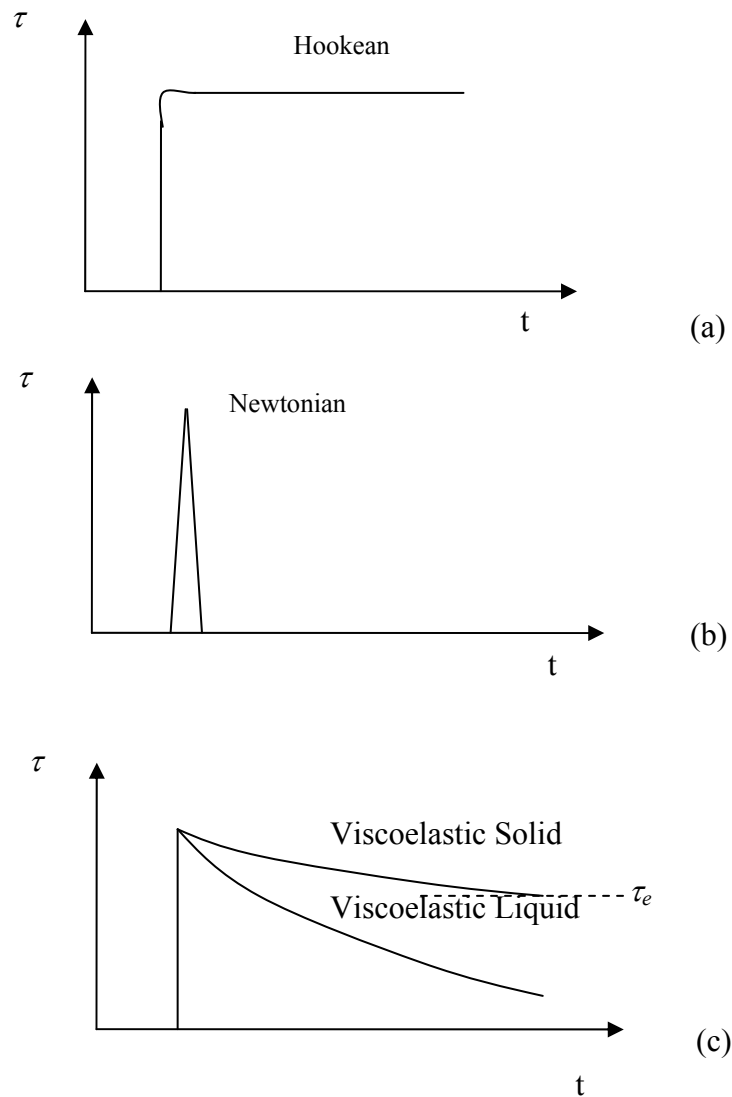 τ
Hookean
t
(a)
τ
Newtonian
t
(b)
τ
Viscoelastic Solid
Viscoelastic Liquid
τₑ
t
(c)